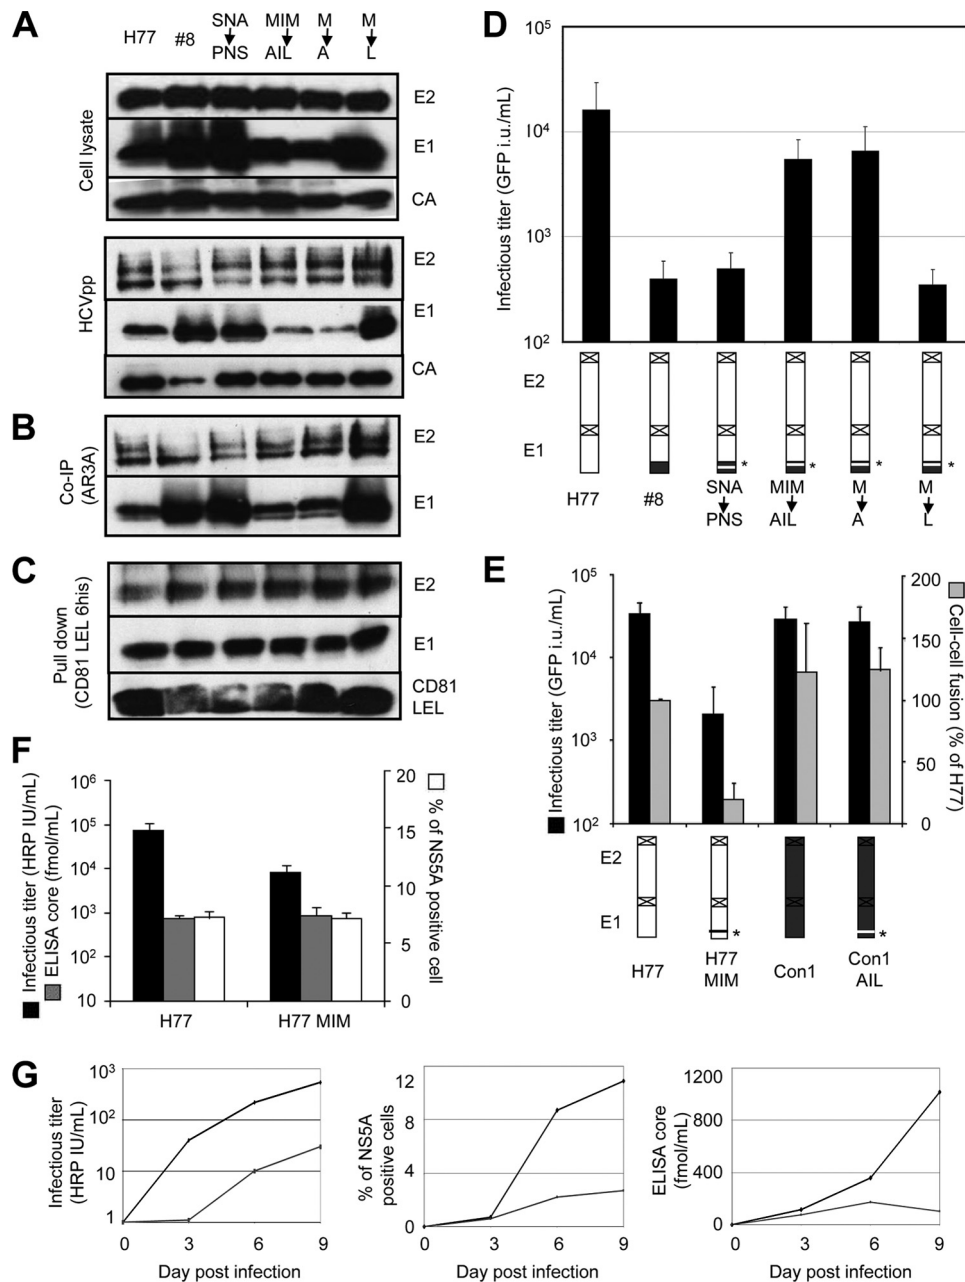 A
H77 #8 SNA PNS MIM AIL M A M L
Cell lysate
E2
E1
CA
HCVpp
E2
E1
CA
B
Co-IP
(AR3A)
E2
E1
C
Pull down
(CD81 LEL 6his)
E2
E1
CD81
LEL
D
Infectious titer (GFP i.u./mL)
10⁵
10⁴
10³
10²
E2
E1
* * * *
H77 #8 SNA PNS MIM AIL M A M L
E
Infectious titer (GFP i.u./mL)
10⁵
10⁴
10³
10²
200
150
100
50
0
Cell-cell fusion (% of H77)
E2
E1
* *
H77 H77 MIM Con1 Con1 AIL
F
Infectious titer (HRP IU/mL)
ELISA core (fmol/mL)
10⁶
10⁵
10⁴
10³
10²
10
20
15
10
5
0
% of NS5A positive cell
H77 H77 MIM
G
Infectious titer
(HRP IU/mL)
10³
10²
10
1
0 3 6 9
Day post infection
% of NS5A
positive cells
12
8
4
0
0 3 6 9
Day post infection
ELISA core
(fmol/mL)
1200
800
400
0
0 3 6 9
Day post infection